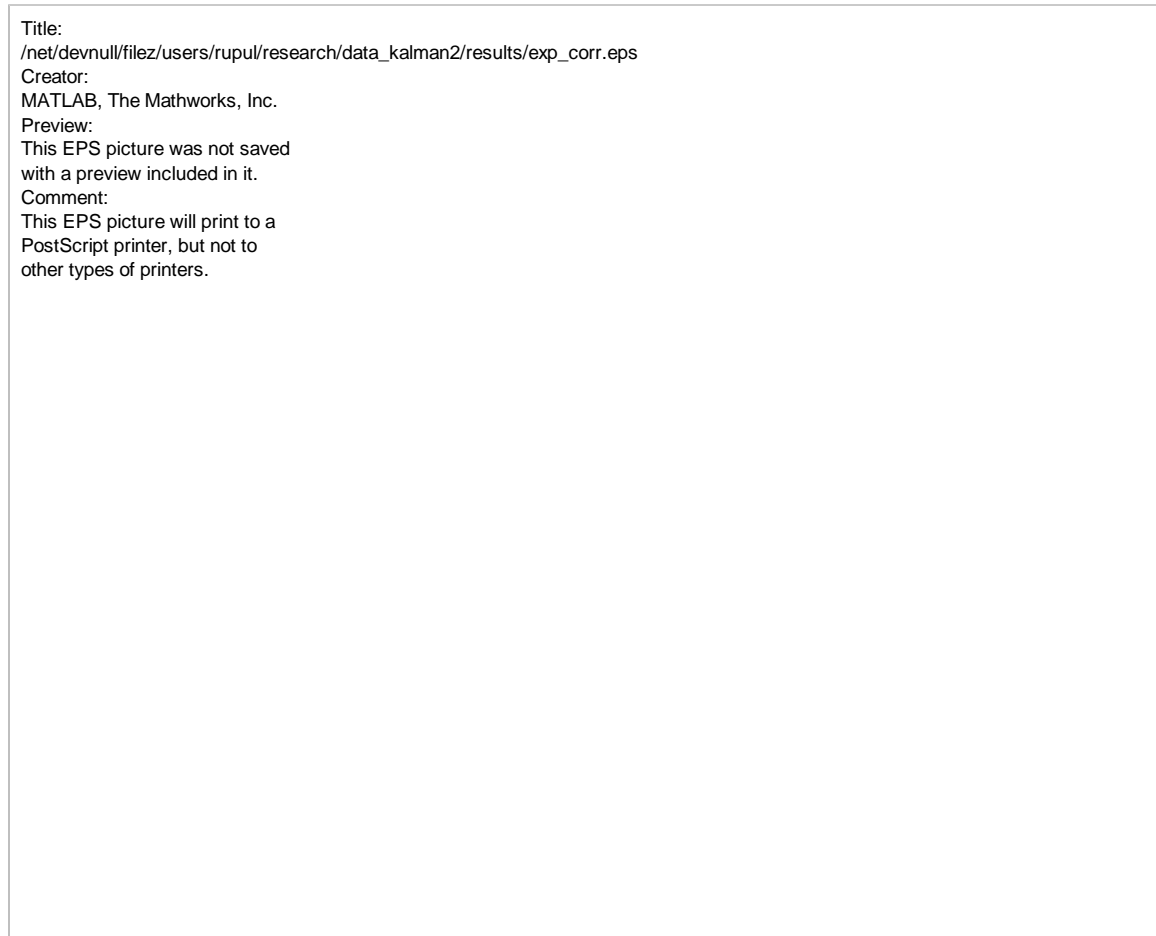 Title:
/net/devnull/filez/users/rupul/research/data_kalman2/results/exp_corr.eps
Creator:
MATLAB, The Mathworks, Inc.
Preview:
This EPS picture was not saved
with a preview included in it.
Comment:
This EPS picture will print to a
PostScript printer, but not to
other types of printers.